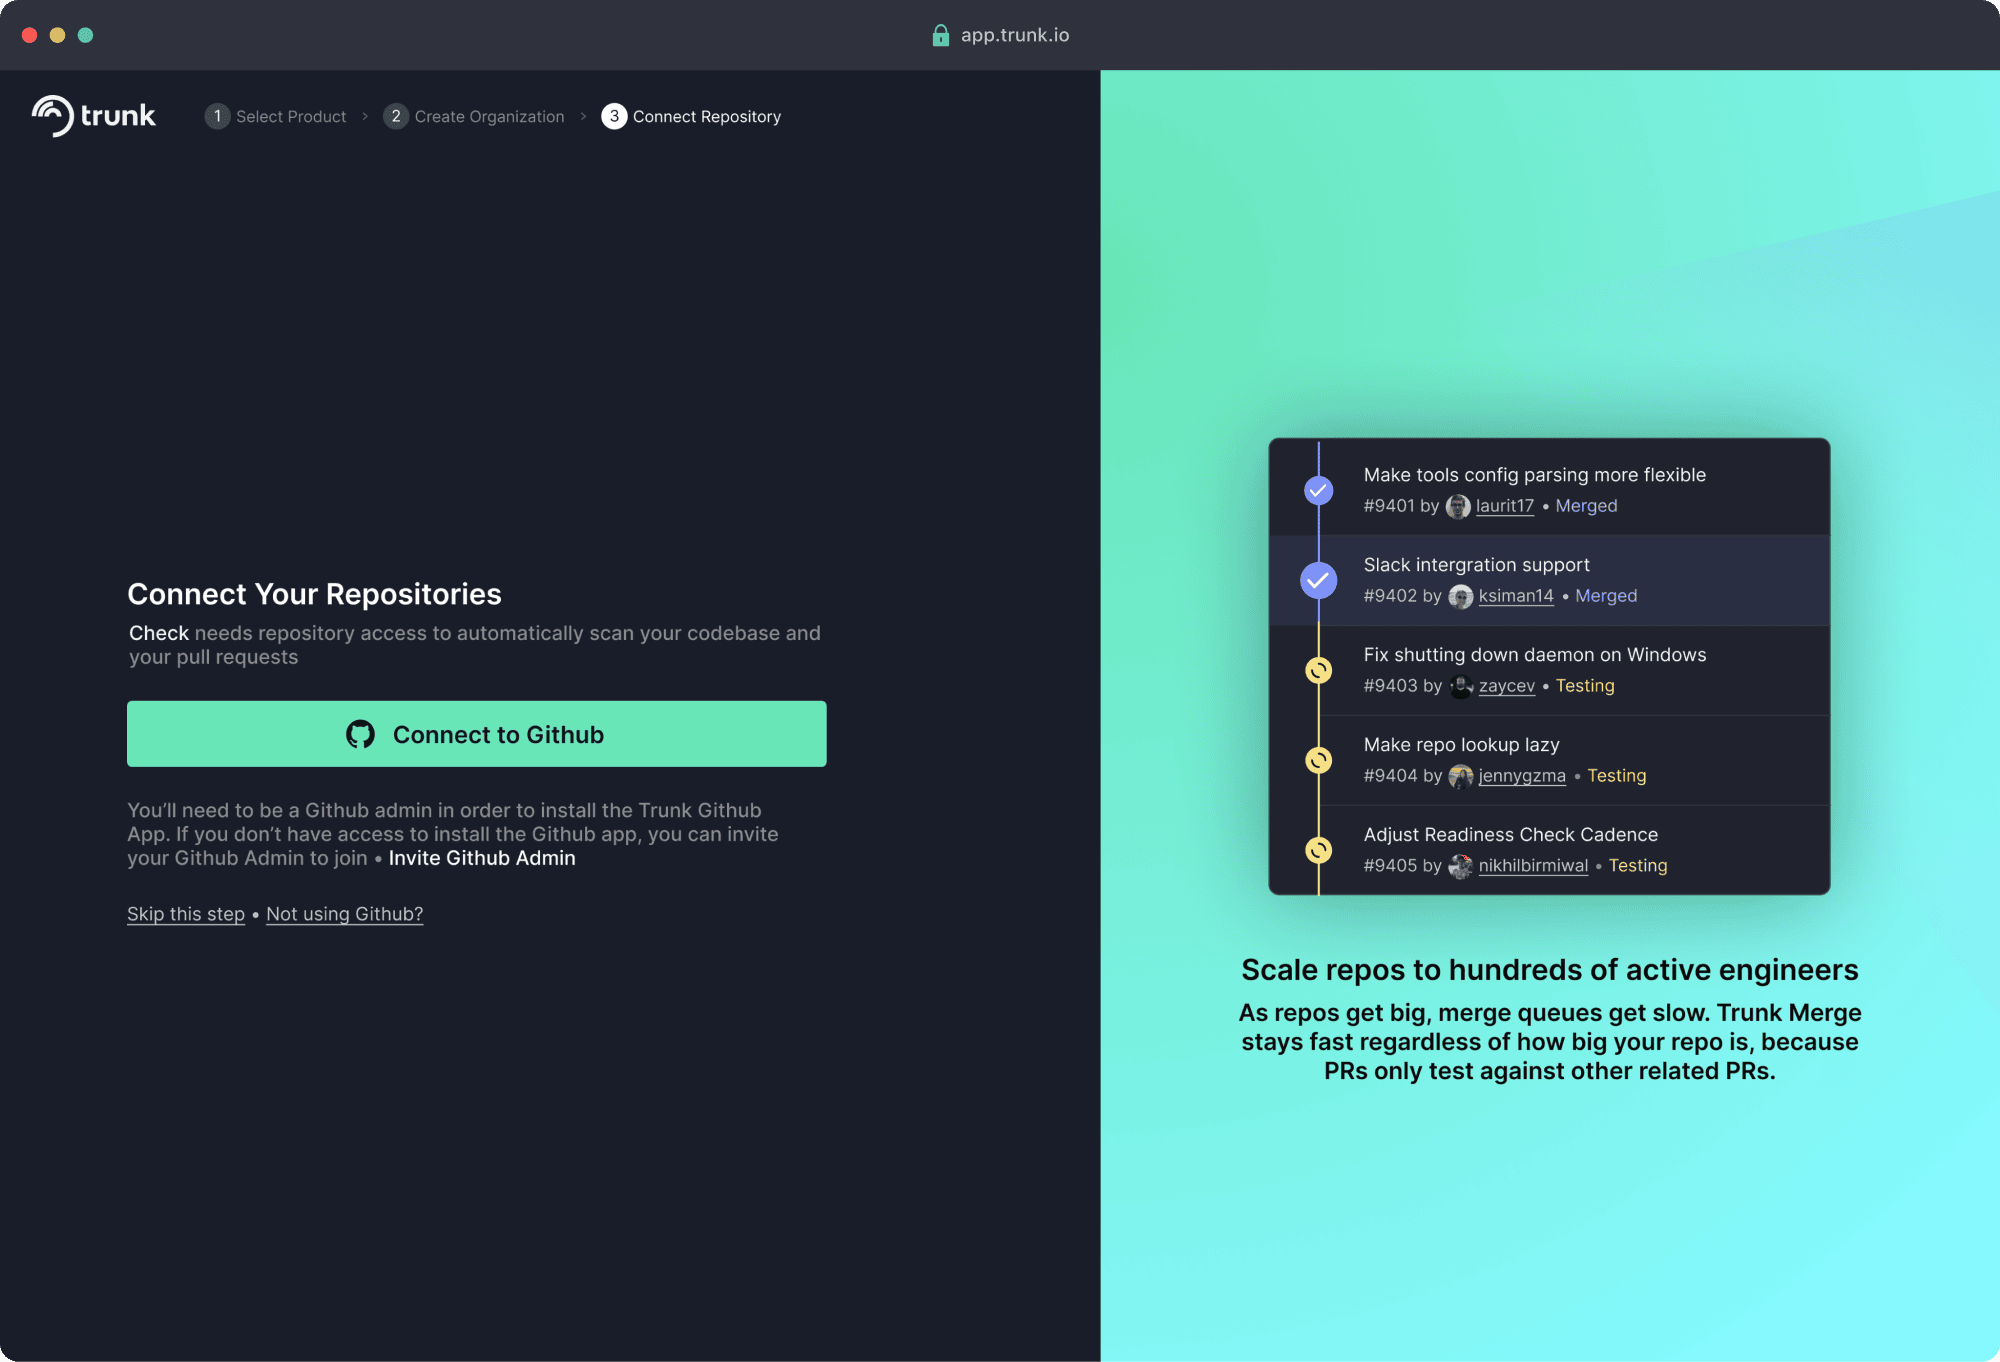 app.trunk.io
trunk
1 Select Product > 2 Create Organization > 3 Connect Repository
Connect Your Repositories
Check needs repository access to automatically scan your codebase and
your pull requests
Connect to Github
You’ll need to be a Github admin in order to install the Trunk Github
App. If you don’t have access to install the Github app, you can invite
your Github Admin to join • Invite Github Admin
Skip this step • Not using Github?
Make tools config parsing more flexible
#9401 by laurit17 • Merged
Slack intergration support
#9402 by ksiman14 • Merged
Fix shutting down daemon on Windows
#9403 by zaycev • Testing
Make repo lookup lazy
#9404 by jennygzma • Testing
Adjust Readiness Check Cadence
#9405 by nikhilbirmiwal • Testing
Scale repos to hundreds of active engineers
As repos get big, merge queues get slow. Trunk Merge
stays fast regardless of how big your repo is, because
PRs only test against other related PRs.